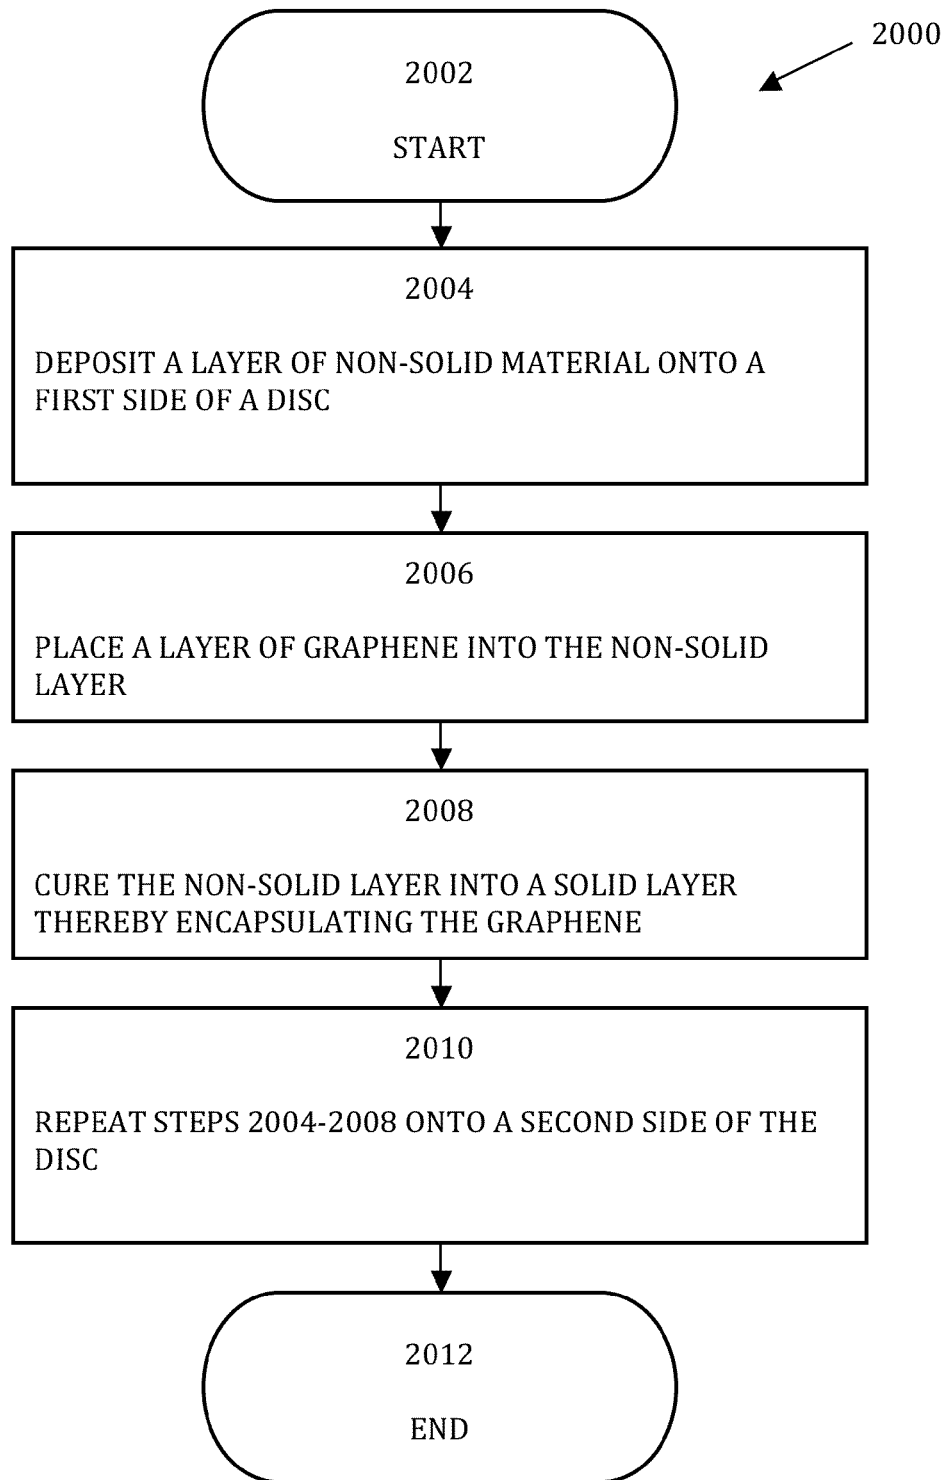 2000
2002
START
2004
DEPOSIT A LAYER OF NON-SOLID MATERIAL ONTO A
FIRST SIDE OF A DISC
2006
PLACE A LAYER OF GRAPHENE INTO THE NON-SOLID
LAYER
2008
CURE THE NON-SOLID LAYER INTO A SOLID LAYER
THEREBY ENCAPSULATING THE GRAPHENE
2010
REPEAT STEPS 2004-2008 ONTO A SECOND SIDE OF THE
DISC
2012
END